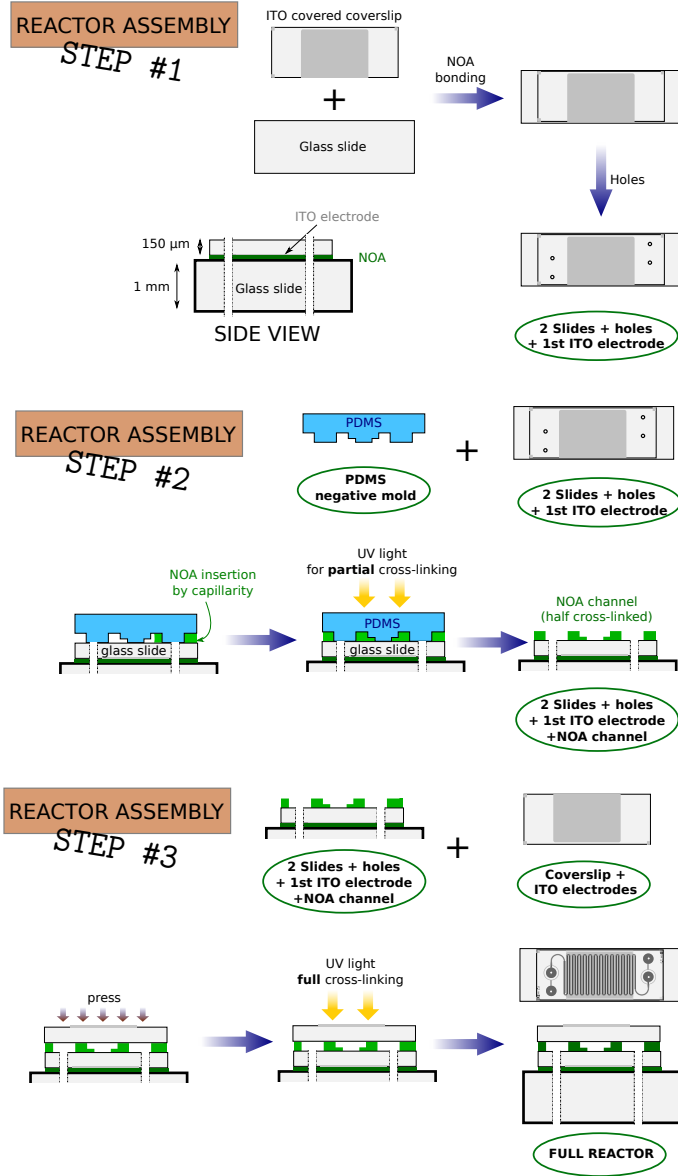 REACTOR ASSEMBLY
STEP #1
ITO covered coverslip
+
Glass slide
NOA
bonding
Holes
ITO electrode
150 µm
NOA
1 mm
Glass slide
SIDE VIEW
2 Slides + holes
+ 1st ITO electrode
REACTOR ASSEMBLY
STEP #2
PDMS
PDMS
negative mold
+
2 Slides + holes
+ 1st ITO electrode
NOA insertion
by capillarity
glass slide
UV light
for partial cross-linking
PDMS
glass slide
NOA channel
(half cross-linked)
2 Slides + holes
+ 1st ITO electrode
+NOA channel
REACTOR ASSEMBLY
STEP #3
2 Slides + holes
+ 1st ITO electrode
+NOA channel
+
Coverslip +
ITO electrodes
press
UV light
full cross-linking
FULL REACTOR